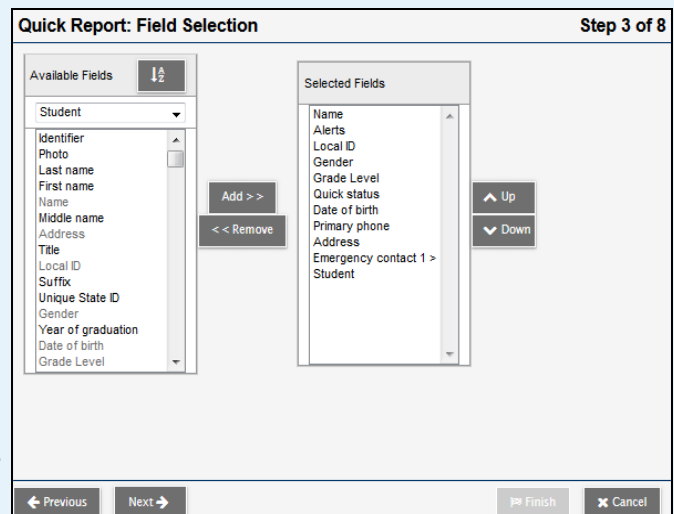 Quick Report: Field Selection Step 3 of 8
Available Fields
Student
Identifier
Photo
Last name
First name
Name
Middle name
Address
Title
Local ID
Suffix
Unique State ID
Gender
Year of graduation
Date of birth
Grade Level
Add > >
< < Remove
Selected Fields
Name
Alerts
Local ID
Gender
Grade Level
Quick status
Date of birth
Primary phone
Address
Emergency contact 1 >
Student
Up
Down
Previous Next Finish Cancel